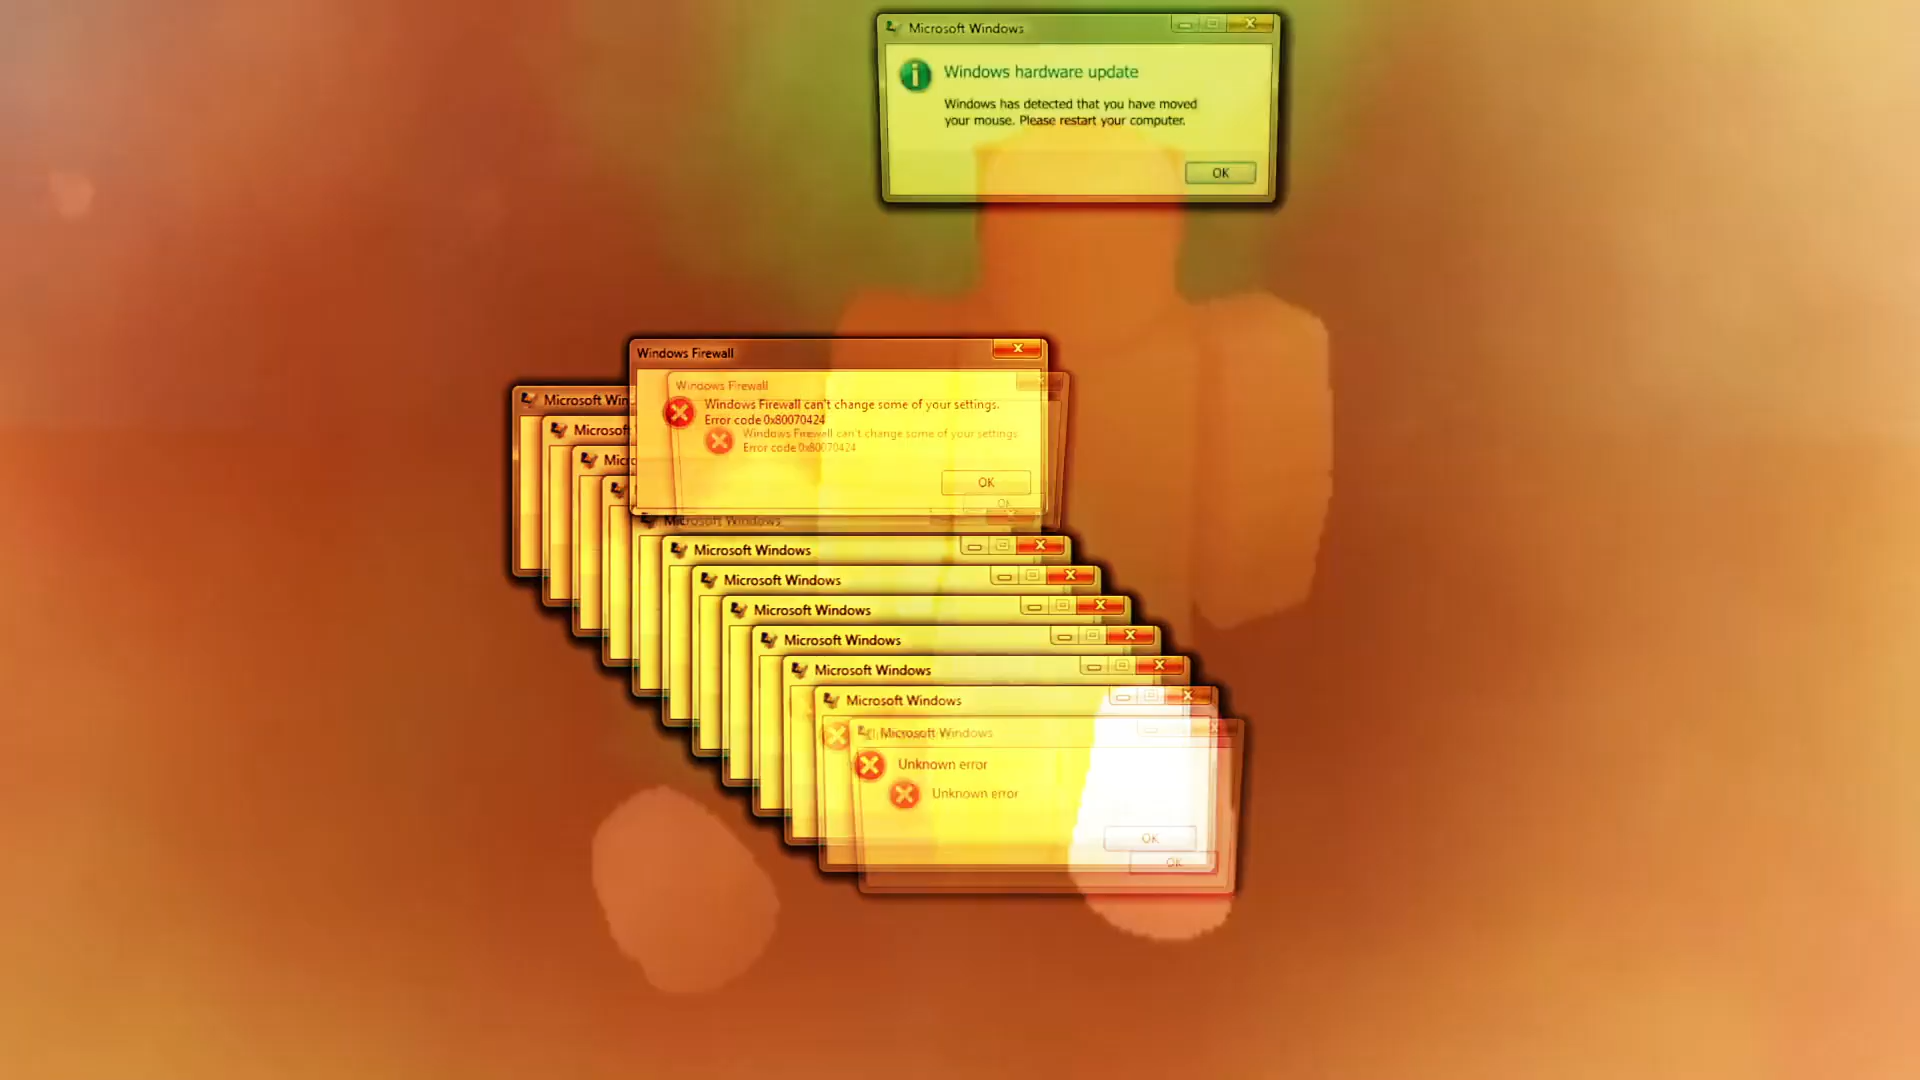 Microsoft Windows
Windows hardware update
Windows has detected that you have moved
your mouse. Please restart your computer.
OK
Windows Firewall
Windows Firewall
Windows Firewall can't change some of your settings.
Error code 0x80070424
Windows Firewall can't change some of your settings
Error code 0x80070424
OK
OK
Microsoft Win
Microsoft
Micro
Microsoft Windows
Microsoft Windows
Microsoft Windows
Microsoft Windows
Microsoft Windows
Microsoft Windows
Microsoft Windows
Microsoft Windows
Unknown error
Unknown error
OK
OK